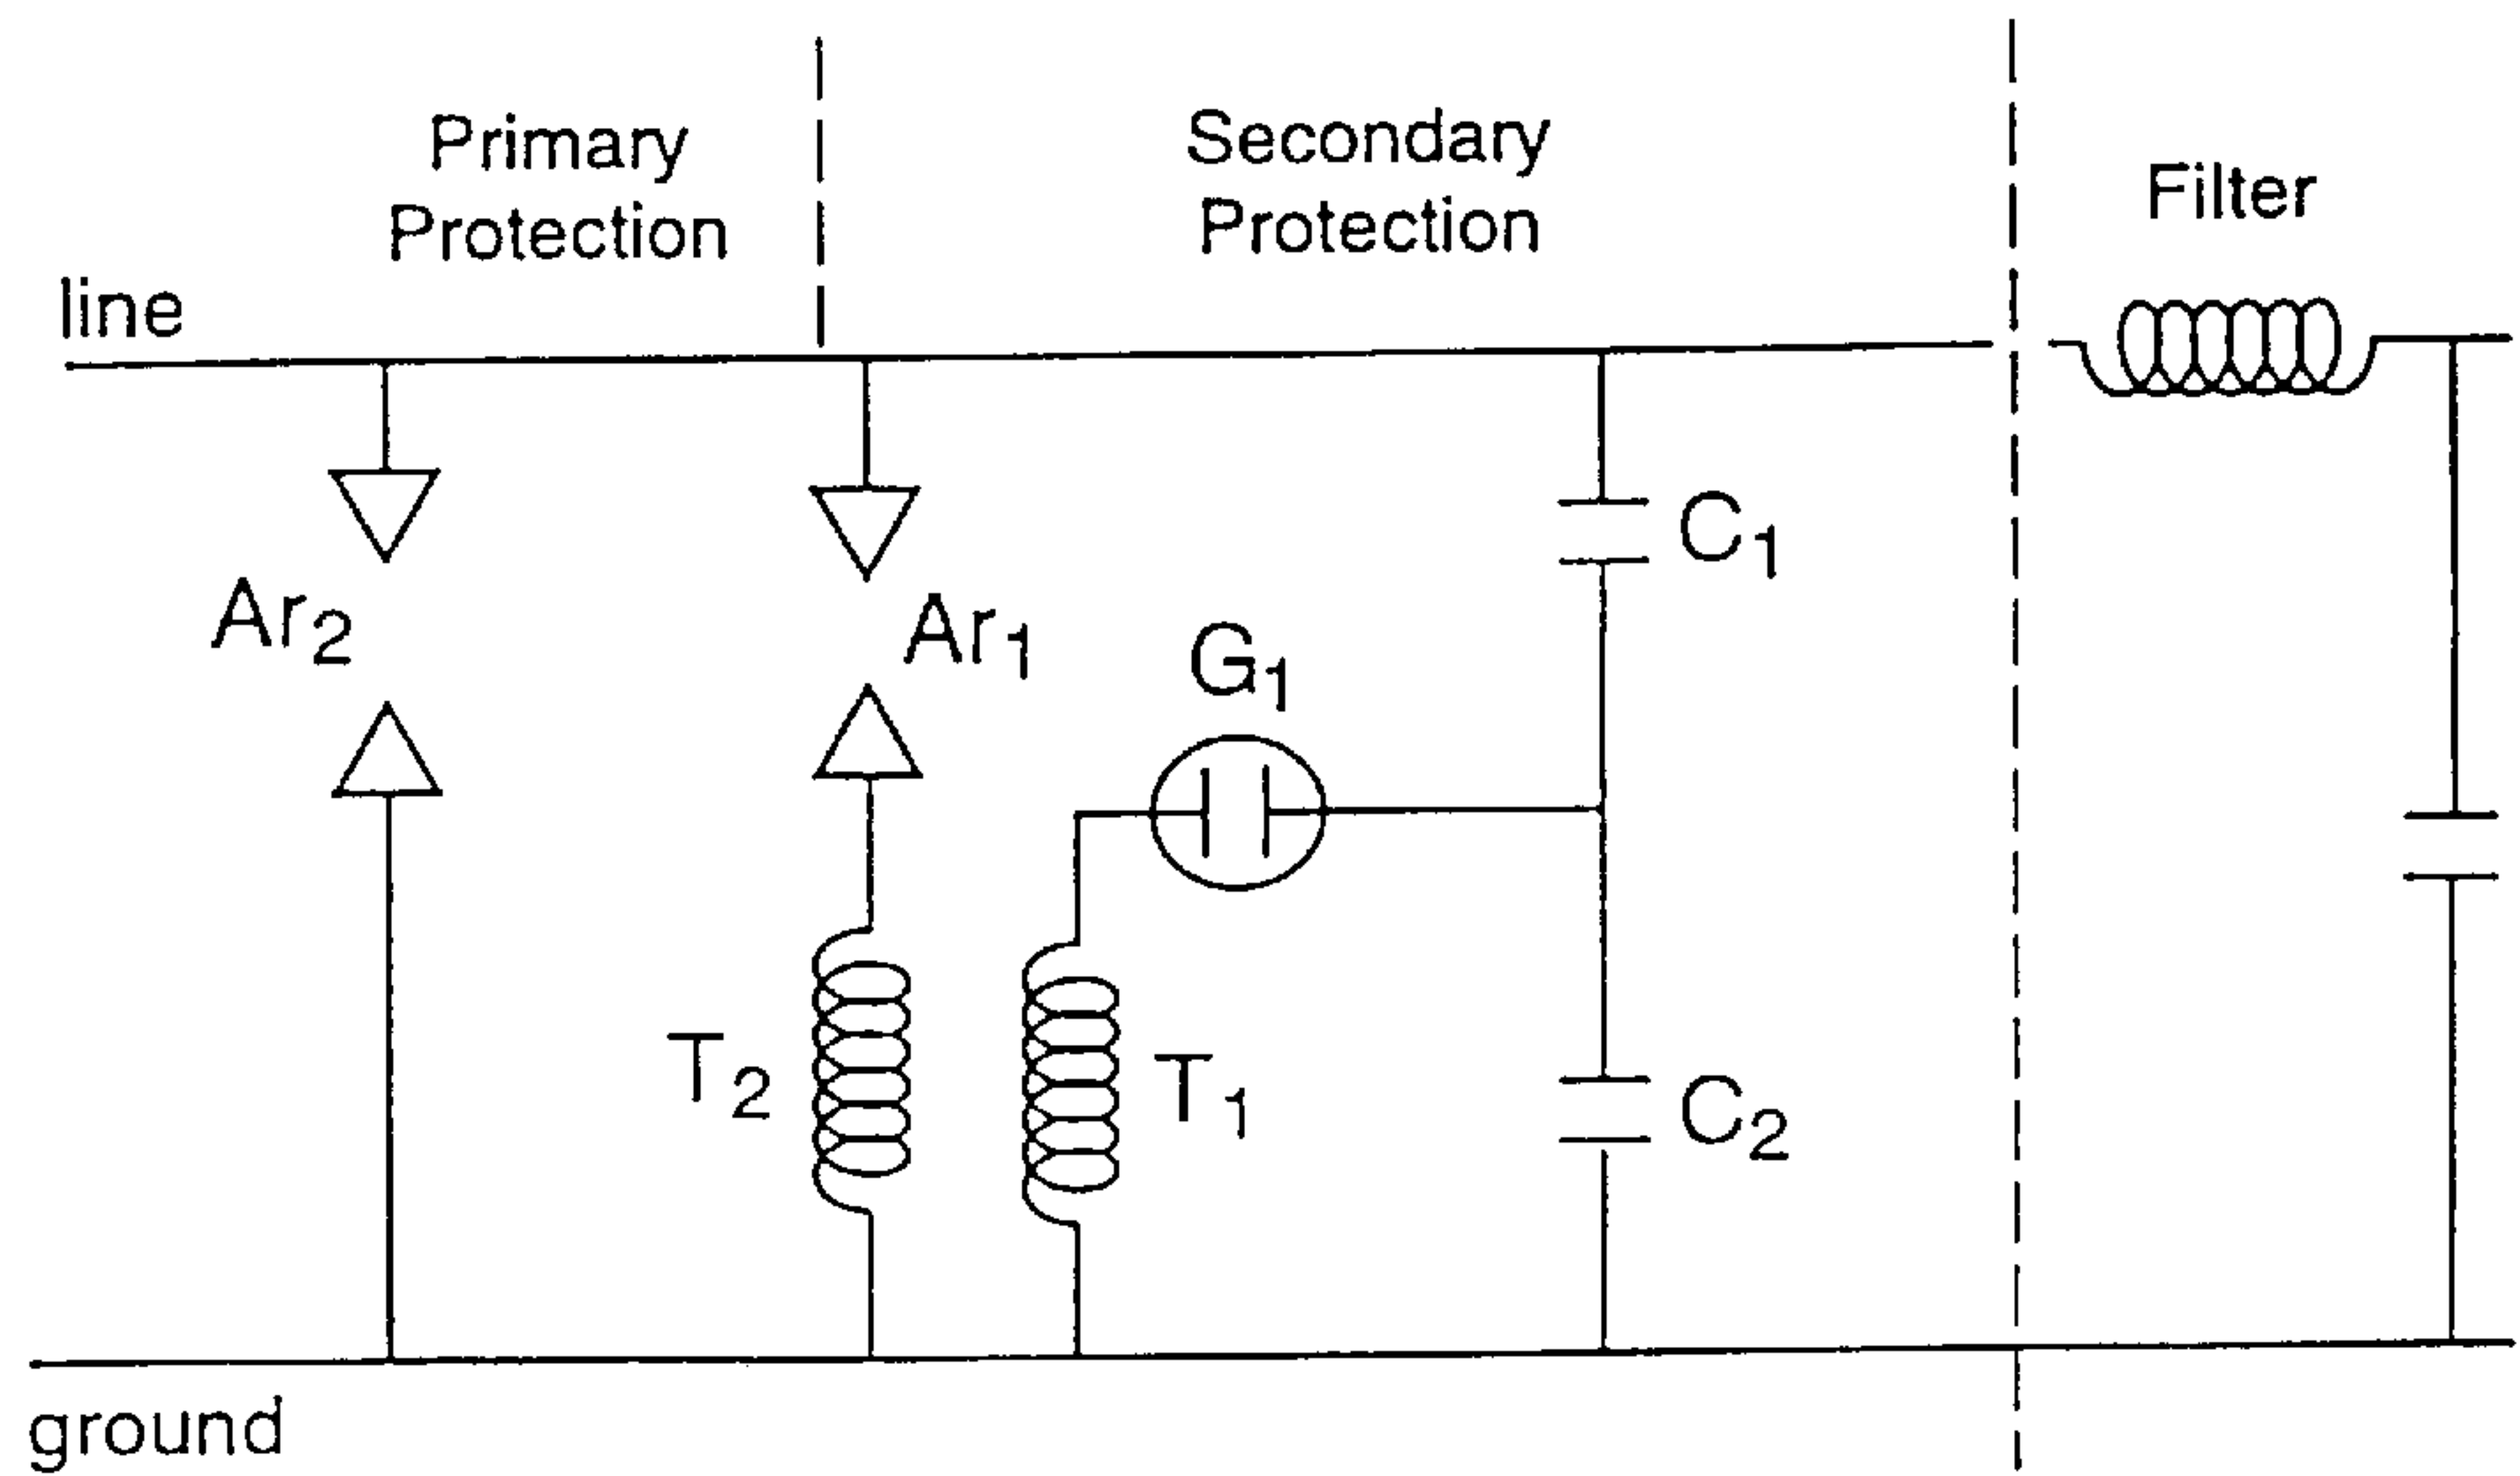 Primary
Protection
Secondary
Protection
Filter
line
C1
Ar2
Ar1
G1
T2
T1
C2
ground